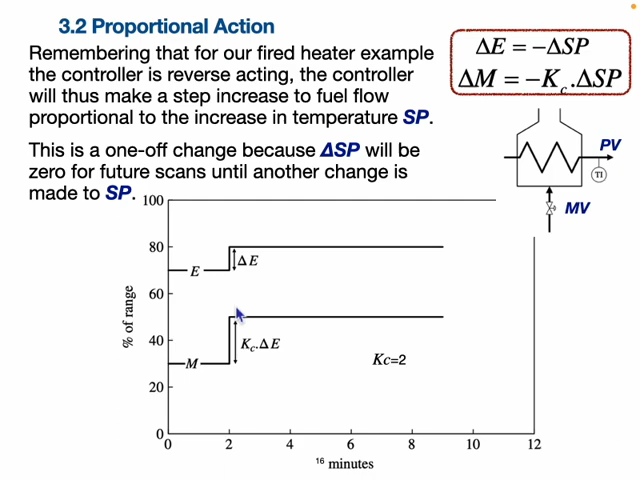 3.2 Proportional Action
Remembering that for our fired heater example
the controller is reverse acting, the controller
will thus make a step increase to fuel flow
proportional to the increase in temperature SP.
This is a one-off change because ΔSP will be
zero for future scans until another change is
made to SP.
ΔE = −ΔSP
ΔM = −Kc.ΔSP
PV
TI
MV
100
80
60
40
20
0
% of range
E
ΔE
M
Kc.ΔE
Kc=2
0 2 4 6 8 10 12
16 minutes